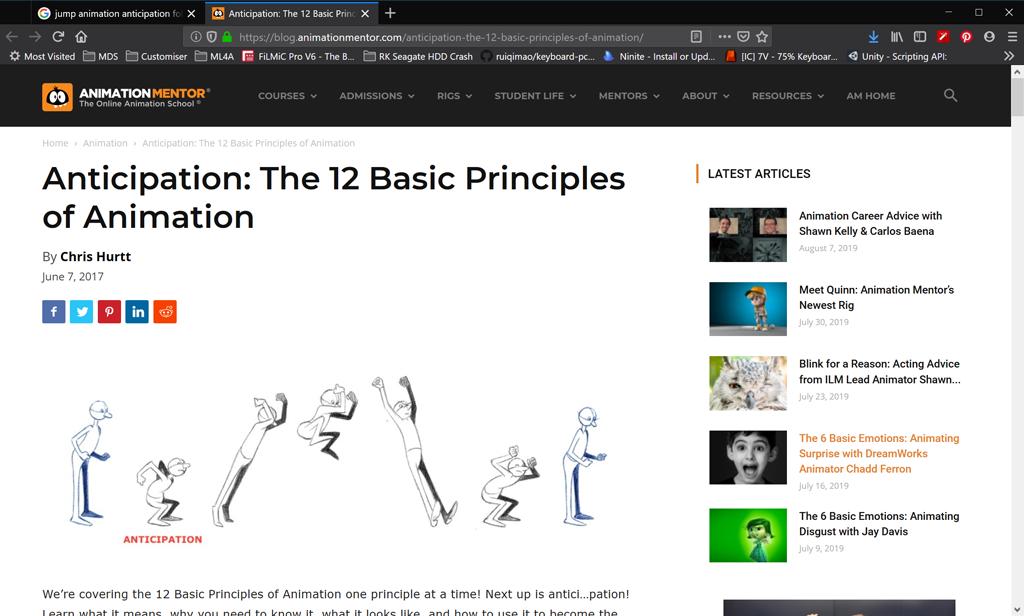 jump animation anticipation fo
Anticipation: The 12 Basic Princ
https://blog.animationmentor.com/anticipation-the-12-basic-principles-of-animation/
Most Visited
MDS
Customiser
ML4A
FiLMiC Pro V6 - The B...
RK Seagate HDD Crash
ruiqimao/keyboard-pc...
Ninite - Install or Upd...
[IC] 7V - 75% Keyboar...
Unity - Scripting API:
ANIMATIONMENTOR®
The Online Animation School®
COURSES
ADMISSIONS
RIGS
STUDENT LIFE
MENTORS
ABOUT
RESOURCES
AM HOME
Home › Animation › Anticipation: The 12 Basic Principles of Animation
Anticipation: The 12 Basic Principles
of Animation
By Chris Hurtt
June 7, 2017
ANTICIPATION
We’re covering the 12 Basic Principles of Animation one principle at a time! Next up is antici…pation!
Learn what it means, why you need to know it, what it looks like, and how to use it to become the
LATEST ARTICLES
Animation Career Advice with
Shawn Kelly & Carlos Baena
August 7, 2019
Meet Quinn: Animation Mentor’s
Newest Rig
July 30, 2019
Blink for a Reason: Acting Advice
from ILM Lead Animator Shawn...
July 23, 2019
The 6 Basic Emotions: Animating
Surprise with DreamWorks
Animator Chadd Ferron
July 16, 2019
The 6 Basic Emotions: Animating
Disgust with Jay Davis
July 9, 2019